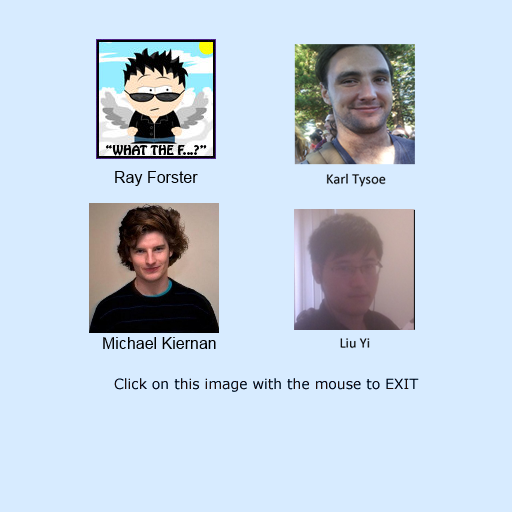 "WHAT THE F...?"
Ray Forster
Karl Tysoe
Michael Kiernan
Liu Yi
Click on this image with the mouse to EXIT